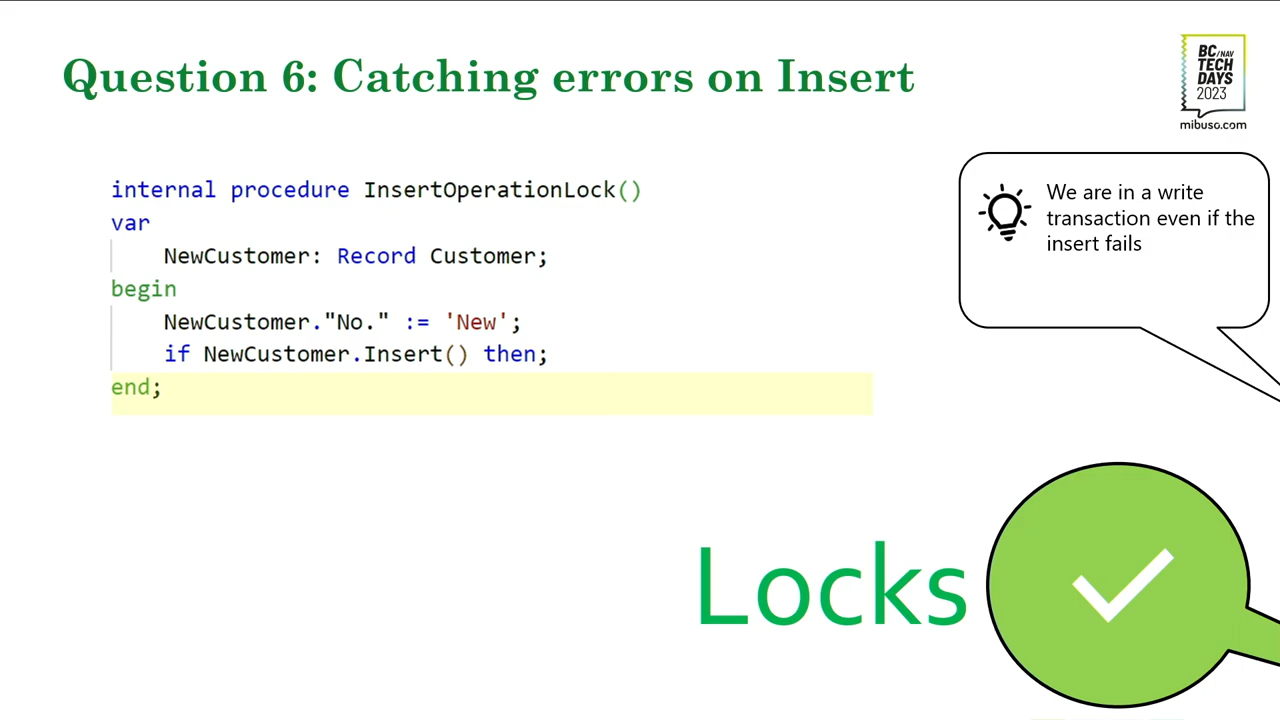 Question 6: Catching errors on Insert
BC/NAV
TECH
DAYS
2023
mibuso.com
internal procedure InsertOperationLock()
var
NewCustomer: Record Customer;
begin
NewCustomer."No." := 'New';
if NewCustomer.Insert() then;
end;
We are in a write
transaction even if the
insert fails
Locks